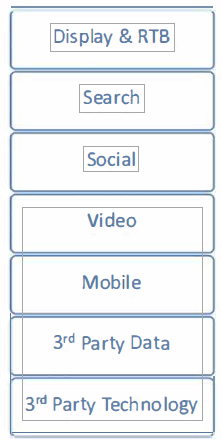 Display & RTB
Search
Social
Video
Mobile
3rd Party Data
3rd Party Technology